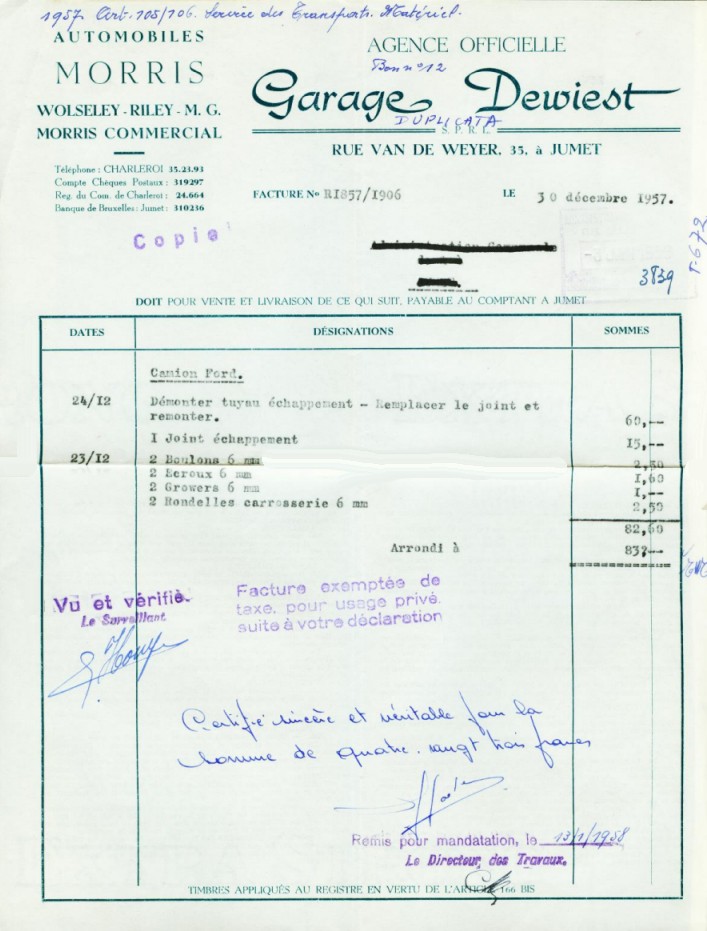 1957 Art. 105/106. Service des Transports. Matériel.
AUTOMOBILES
MORRIS
WOLSELEY - RILEY - M. G.
MORRIS COMMERCIAL
Téléphone : CHARLEROI 35.23.93
Compte Chèques Postaux : 319297
Reg. du Com. de Charleroi : 24.664
Banque de Bruxelles : Jumet : 310236
AGENCE OFFICIELLE
Bon n° 12
Garage Dewiest
DUPLICATA
S. P. R. L.
RUE VAN DE WEYER, 35, à JUMET
FACTURE No RI857/1906 LE 30 décembre 1957.
Copie
3839
DOIT POUR VENTE ET LIVRAISON DE CE QUI SUIT, PAYABLE AU COMPTANT A JUMET
DATES DÉSIGNATIONS SOMMES
Camion Ford.
24/12 Démonter tuyau échappement - Remplacer le joint et
remonter. 60,--
1 Joint échappement 15,--
23/12 2 Boulons 6 mm 2,50
2 Ecroux 6 mm 1,60
2 Growers 6 mm 1,--
2 Rondelles carrosserie 6 mm 2,50
82,60
Arrondi à 83,--
Vu et vérifié.
Le Surveillant
Facture exemptée de
taxe, pour usage privé,
suite à votre déclaration
Certifié sincère et véritable pour la
somme de quatre-vingt trois francs
Remis pour mandatation, le 13/1/1958
Le Directeur des Travaux.
TIMBRES APPLIQUÉS AU REGISTRE EN VERTU DE L'ARTICLE 166 BIS